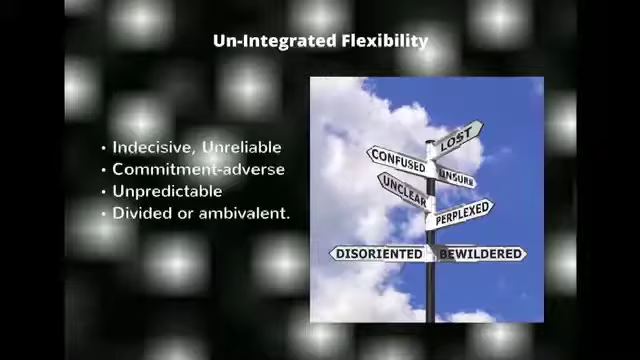 Un-Integrated Flexibility
• Indecisive, Unreliable
• Commitment-adverse
• Unpredictable
• Divided or ambivalent.
LOST
CONFUSED
UNSURE
UNCLEAR
PERPLEXED
DISORIENTED
BEWILDERED